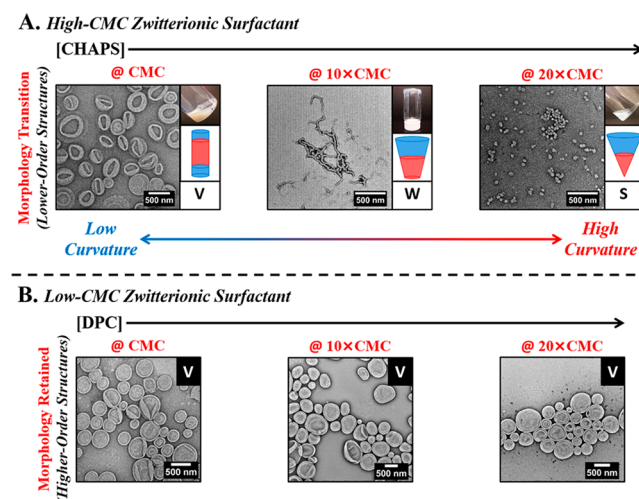 A. High-CMC Zwitterionic Surfactant
[CHAPS]
@ CMC
@ 10×CMC
@ 20×CMC
Morphology Transition
(Lower-Order Structures)
500 nm
V
500 nm
W
500 nm
S
Low
Curvature
High
Curvature
B. Low-CMC Zwitterionic Surfactant
[DPC]
@ CMC
@ 10×CMC
@ 20×CMC
Morphology Retained
(Higher-Order Structures)
V
500 nm
V
500 nm
V
500 nm